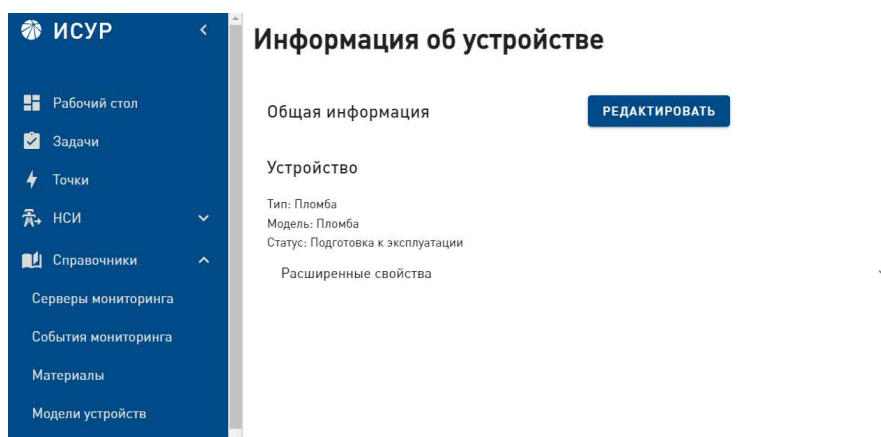 ИСУР
Рабочий стол
Задачи
Точки
НСИ
Справочники
Серверы мониторинга
События мониторинга
Материалы
Модели устройств
Информация об устройстве
Общая информация
РЕДАКТИРОВАТЬ
Устройство
Тип: Пломба
Модель: Пломба
Статус: Подготовка к эксплуатации
Расширенные свойства